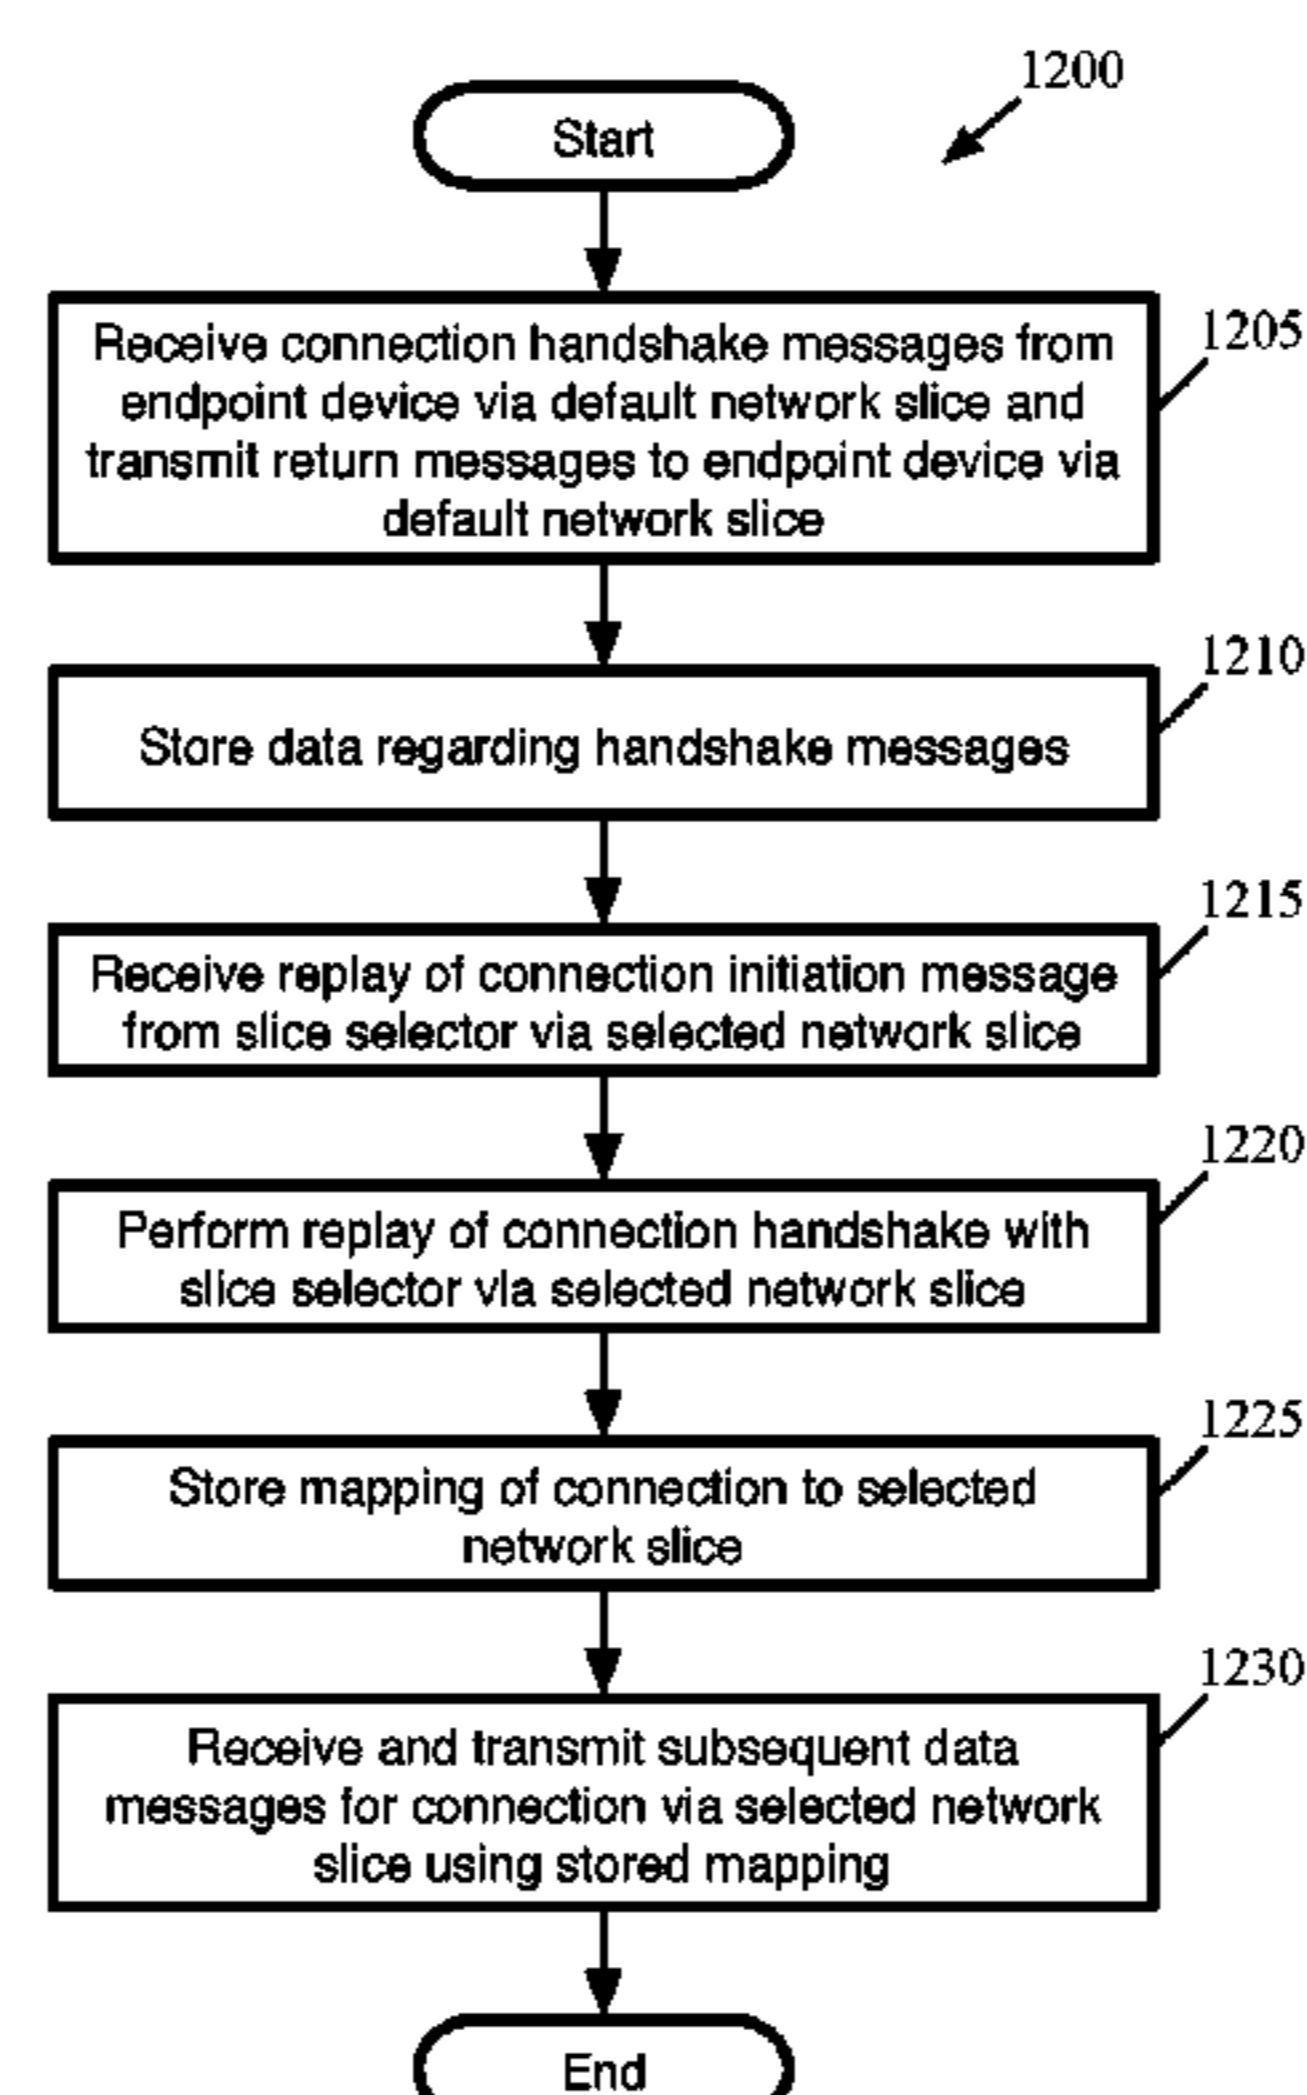 1200
Start
Receive connection handshake messages from
endpoint device via default network slice and
transmit return messages to endpoint device via
default network slice
1205
Store data regarding handshake messages
1210
Receive replay of connection initiation message
from slice selector via selected network slice
1215
Perform replay of connection handshake with
slice selector via selected network slice
1220
Store mapping of connection to selected
network slice
1225
Receive and transmit subsequent data
messages for connection via selected network
slice using stored mapping
1230
End